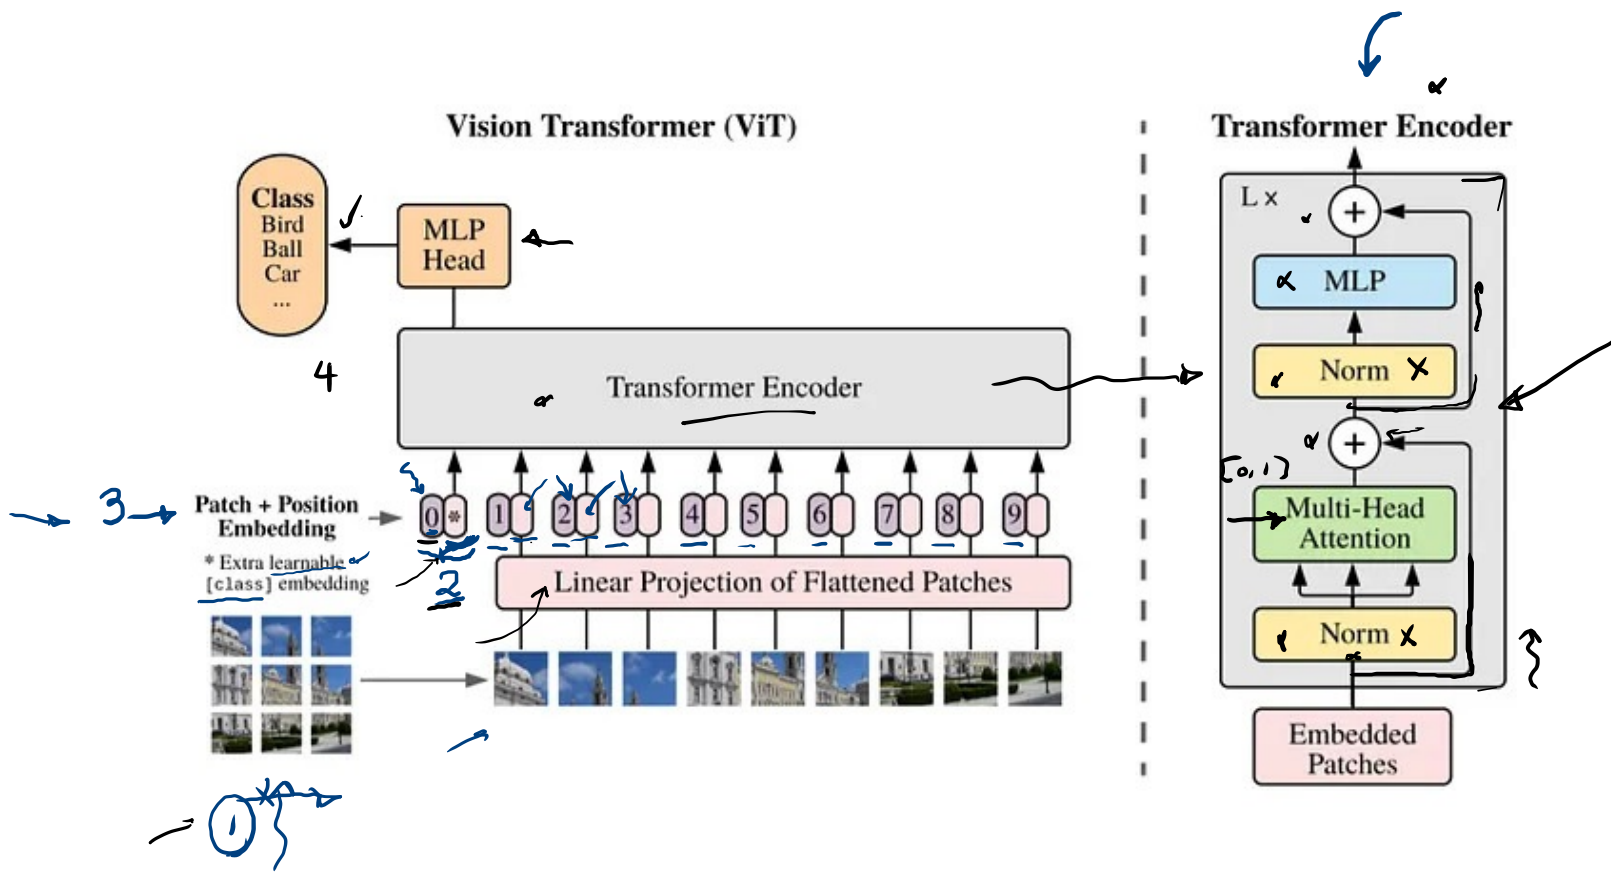 Vision Transformer (ViT)
Class
Bird
Ball
Car
...
MLP
Head
4
Transformer Encoder
3
Patch + Position
Embedding
* Extra learnable
[class] embedding
0 * 1 2 3 4 5 6 7 8 9
2
Linear Projection of Flattened Patches
1
Transformer Encoder
L x
+
MLP
Norm
+
[0,1]
Multi-Head
Attention
Norm
Embedded
Patches